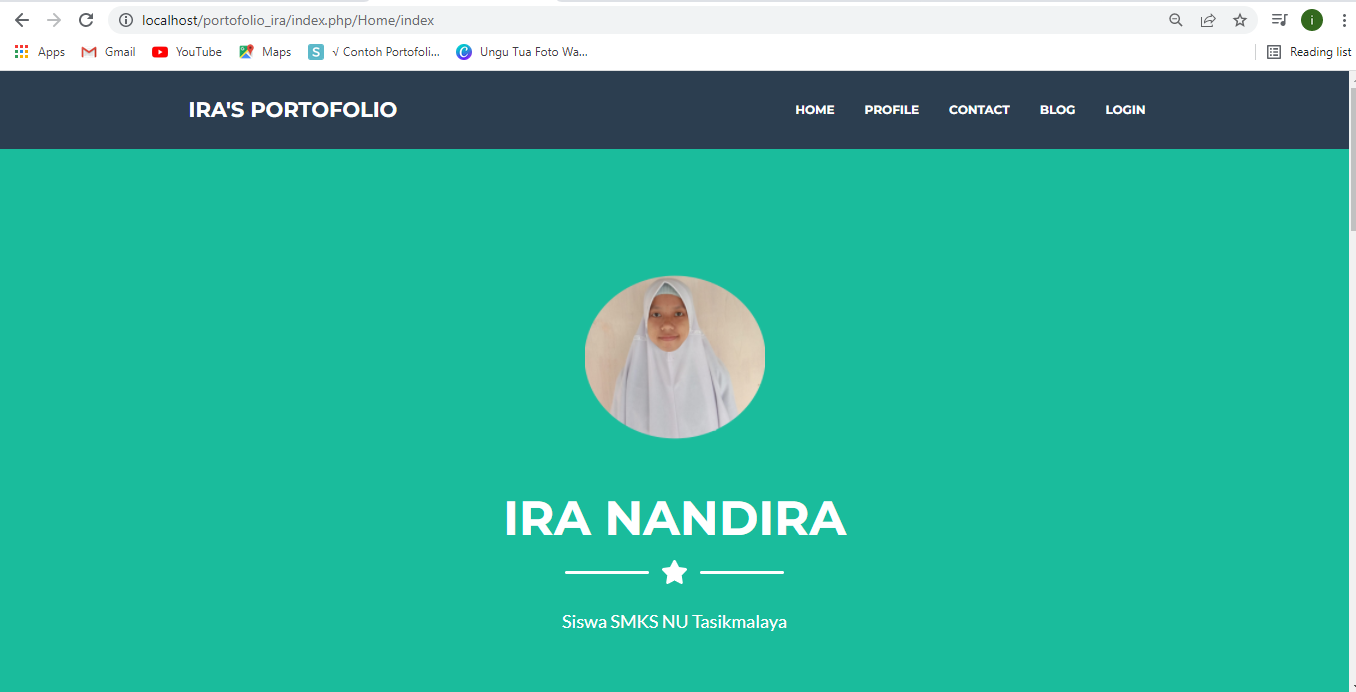 localhost/portofolio_ira/index.php/Home/index
i
Apps Gmail YouTube Maps S √ Contoh Portofoli... C Ungu Tua Foto Wa... Reading list
IRA'S PORTOFOLIO HOME PROFILE CONTACT BLOG LOGIN
IRA NANDIRA
Siswa SMKS NU Tasikmalaya